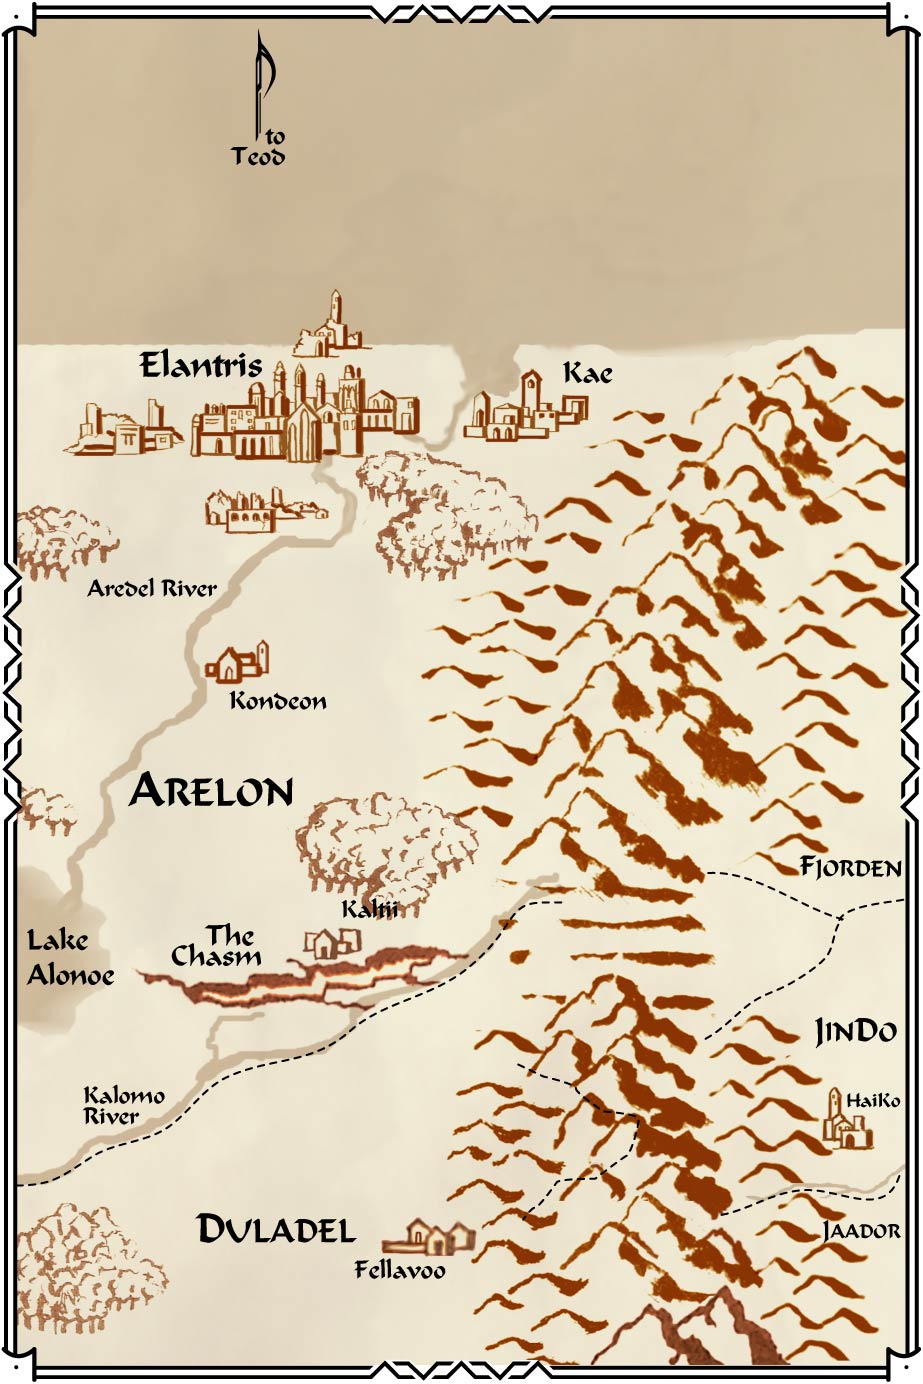 to
Teod
Elantris
Kae
Aredel River
Kondeon
ARELON
FJORDEN
Kaltii
The
Chasm
Lake
Alonoe
JINDO
Kalomo
River
HaiKo
DULADEL
JAADOR
Fellavoo